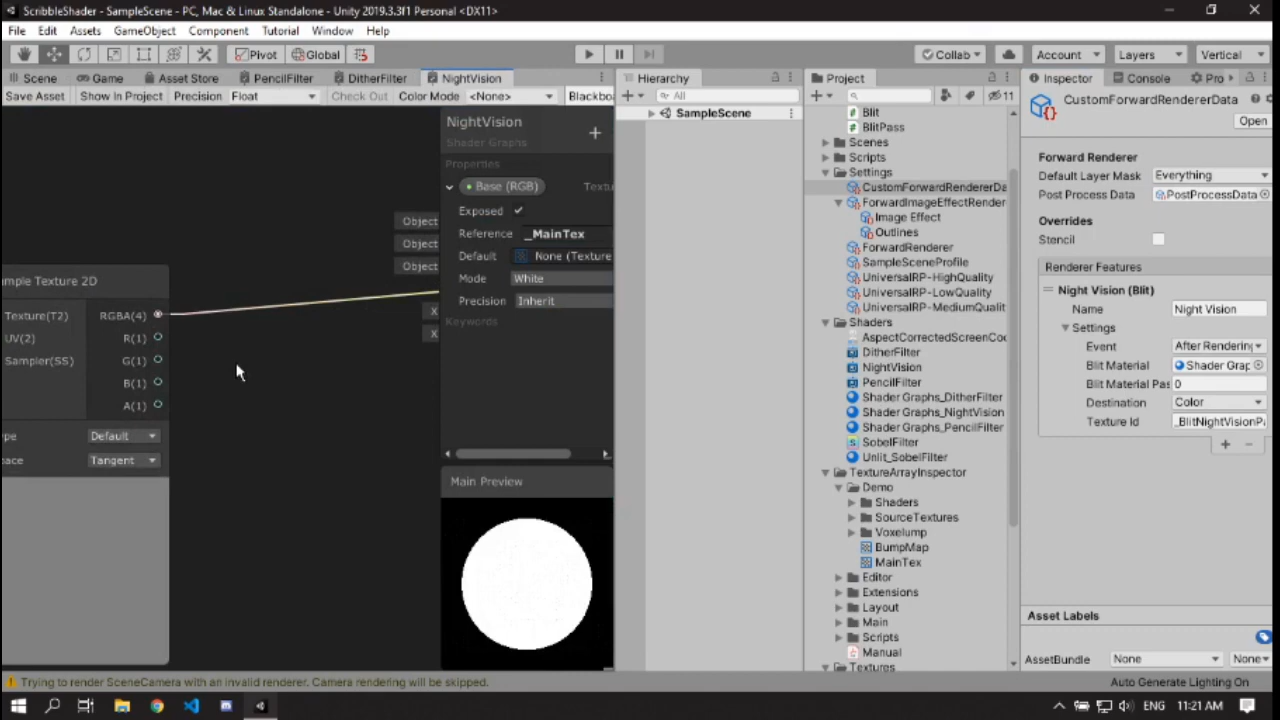 ScribbleShader - SampleScene - PC, Mac & Linux Standalone - Unity 2019.3.3f1 Personal <DX11>
File Edit Assets GameObject Component Tutorial Window Help
Pivot Global Collab Account Layers Vertical
Scene Game Asset Store PencilFilter DitherFilter NightVision
Save Asset Show In Project Precision Float Check Out Color Mode <None> Blackboa
NightVision
Shader Graphs
Properties
Base (RGB) Textu
Exposed
Reference _MainTex
Default None (Texture
Mode White
Precision Inherit
Keywords
Object
Object
Object
X
X
mple Texture 2D
Texture(T2) RGBA(4)
UV(2) R(1)
Sampler(SS) G(1)
B(1)
A(1)
ype Default
ace Tangent
Main Preview
Hierarchy
All
SampleScene
Project
11
Blit
BlitPass
Scenes
Scripts
Settings
CustomForwardRendererDa
ForwardImageEffectRender
Image Effect
Outlines
ForwardRenderer
SampleSceneProfile
UniversalRP-HighQuality
UniversalRP-LowQuality
UniversalRP-MediumQualit
Shaders
AspectCorrectedScreenCoo
DitherFilter
NightVision
PencilFilter
Shader Graphs_DitherFilter
Shader Graphs_NightVision
Shader Graphs_PencilFilter
SobelFilter
Unlit_SobelFilter
TextureArrayInspector
Demo
Shaders
SourceTextures
Voxelump
BumpMap
MainTex
Editor
Extensions
Layout
Main
Scripts
Manual
Textures
Inspector Console Pro
CustomForwardRendererData
Open
Forward Renderer
Default Layer Mask Everything
Post Process Data PostProcessData
Overrides
Stencil
Renderer Features
Night Vision (Blit)
Name Night Vision
Settings
Event After Rendering
Blit Material Shader Grap
Blit Material Pas 0
Destination Color
Texture Id _BlitNightVisionPa
Asset Labels
AssetBundle None None
Trying to render SceneCamera with an invalid renderer. Camera rendering will be skipped.
Auto Generate Lighting On
ENG 11:21 AM